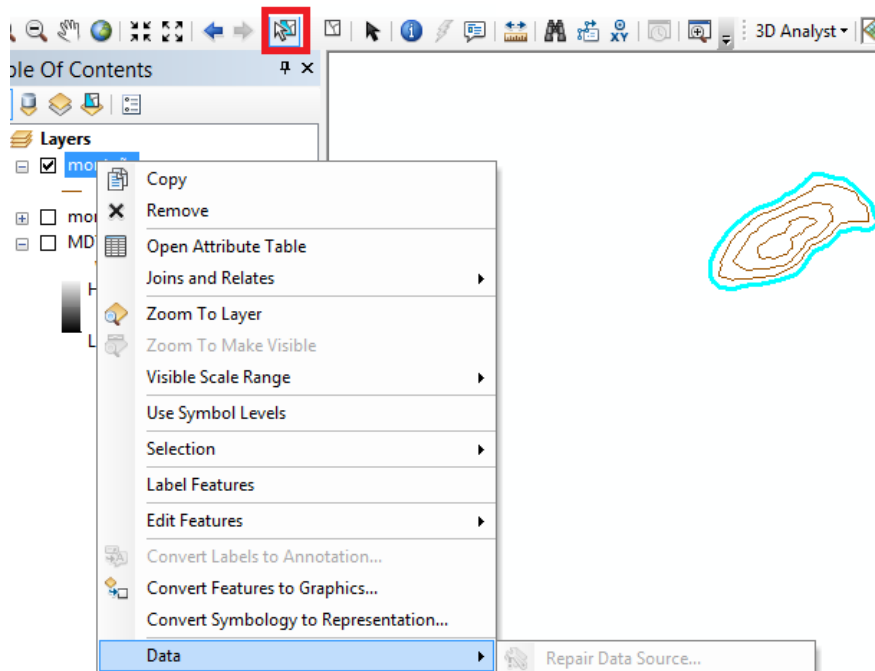 3D Analyst
ble Of Contents
Layers
Copy
Remove
Open Attribute Table
Joins and Relates
Zoom To Layer
Zoom To Make Visible
Visible Scale Range
Use Symbol Levels
Selection
Label Features
Edit Features
Convert Labels to Annotation...
Convert Features to Graphics...
Convert Symbology to Representation...
Data
Repair Data Source...
XY